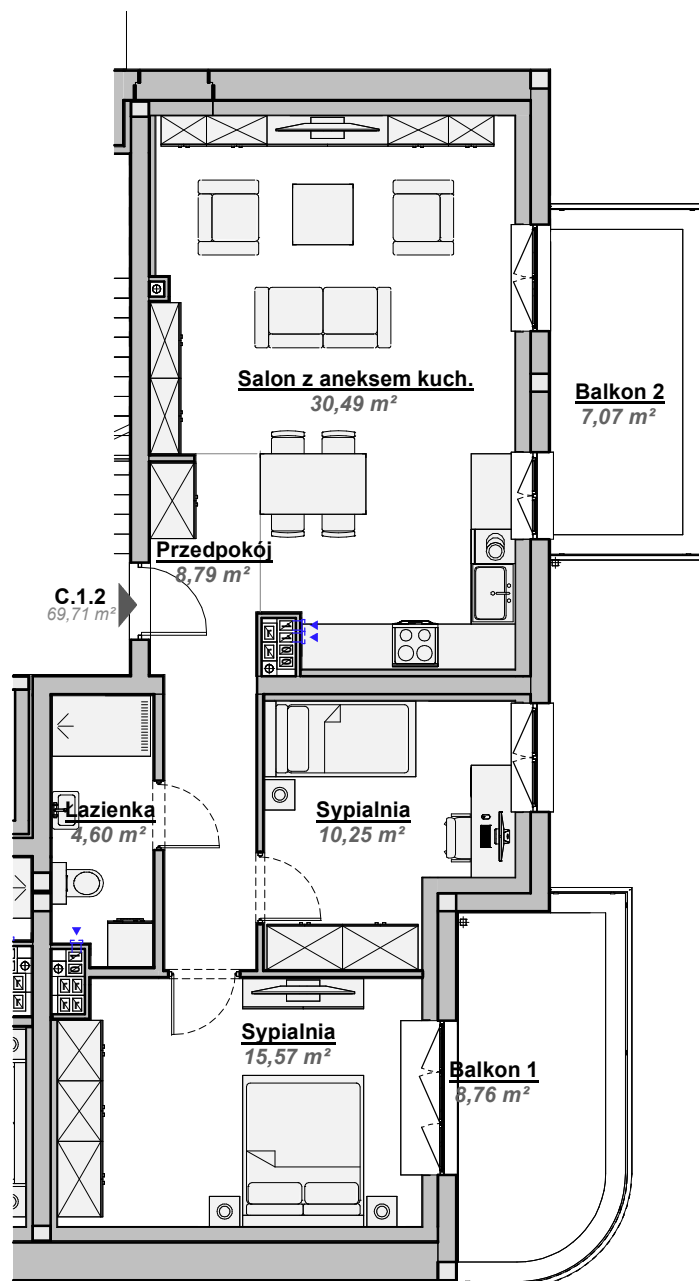 Salon z aneksem kuch.
30,49 m²
Balkon 2
7,07 m²
Przedpokój
8,79 m²
C.1.2
69,71 m²
Łazienka
4,60 m²
Sypialnia
10,25 m²
Sypialnia
15,57 m²
Balkon 1
8,76 m²